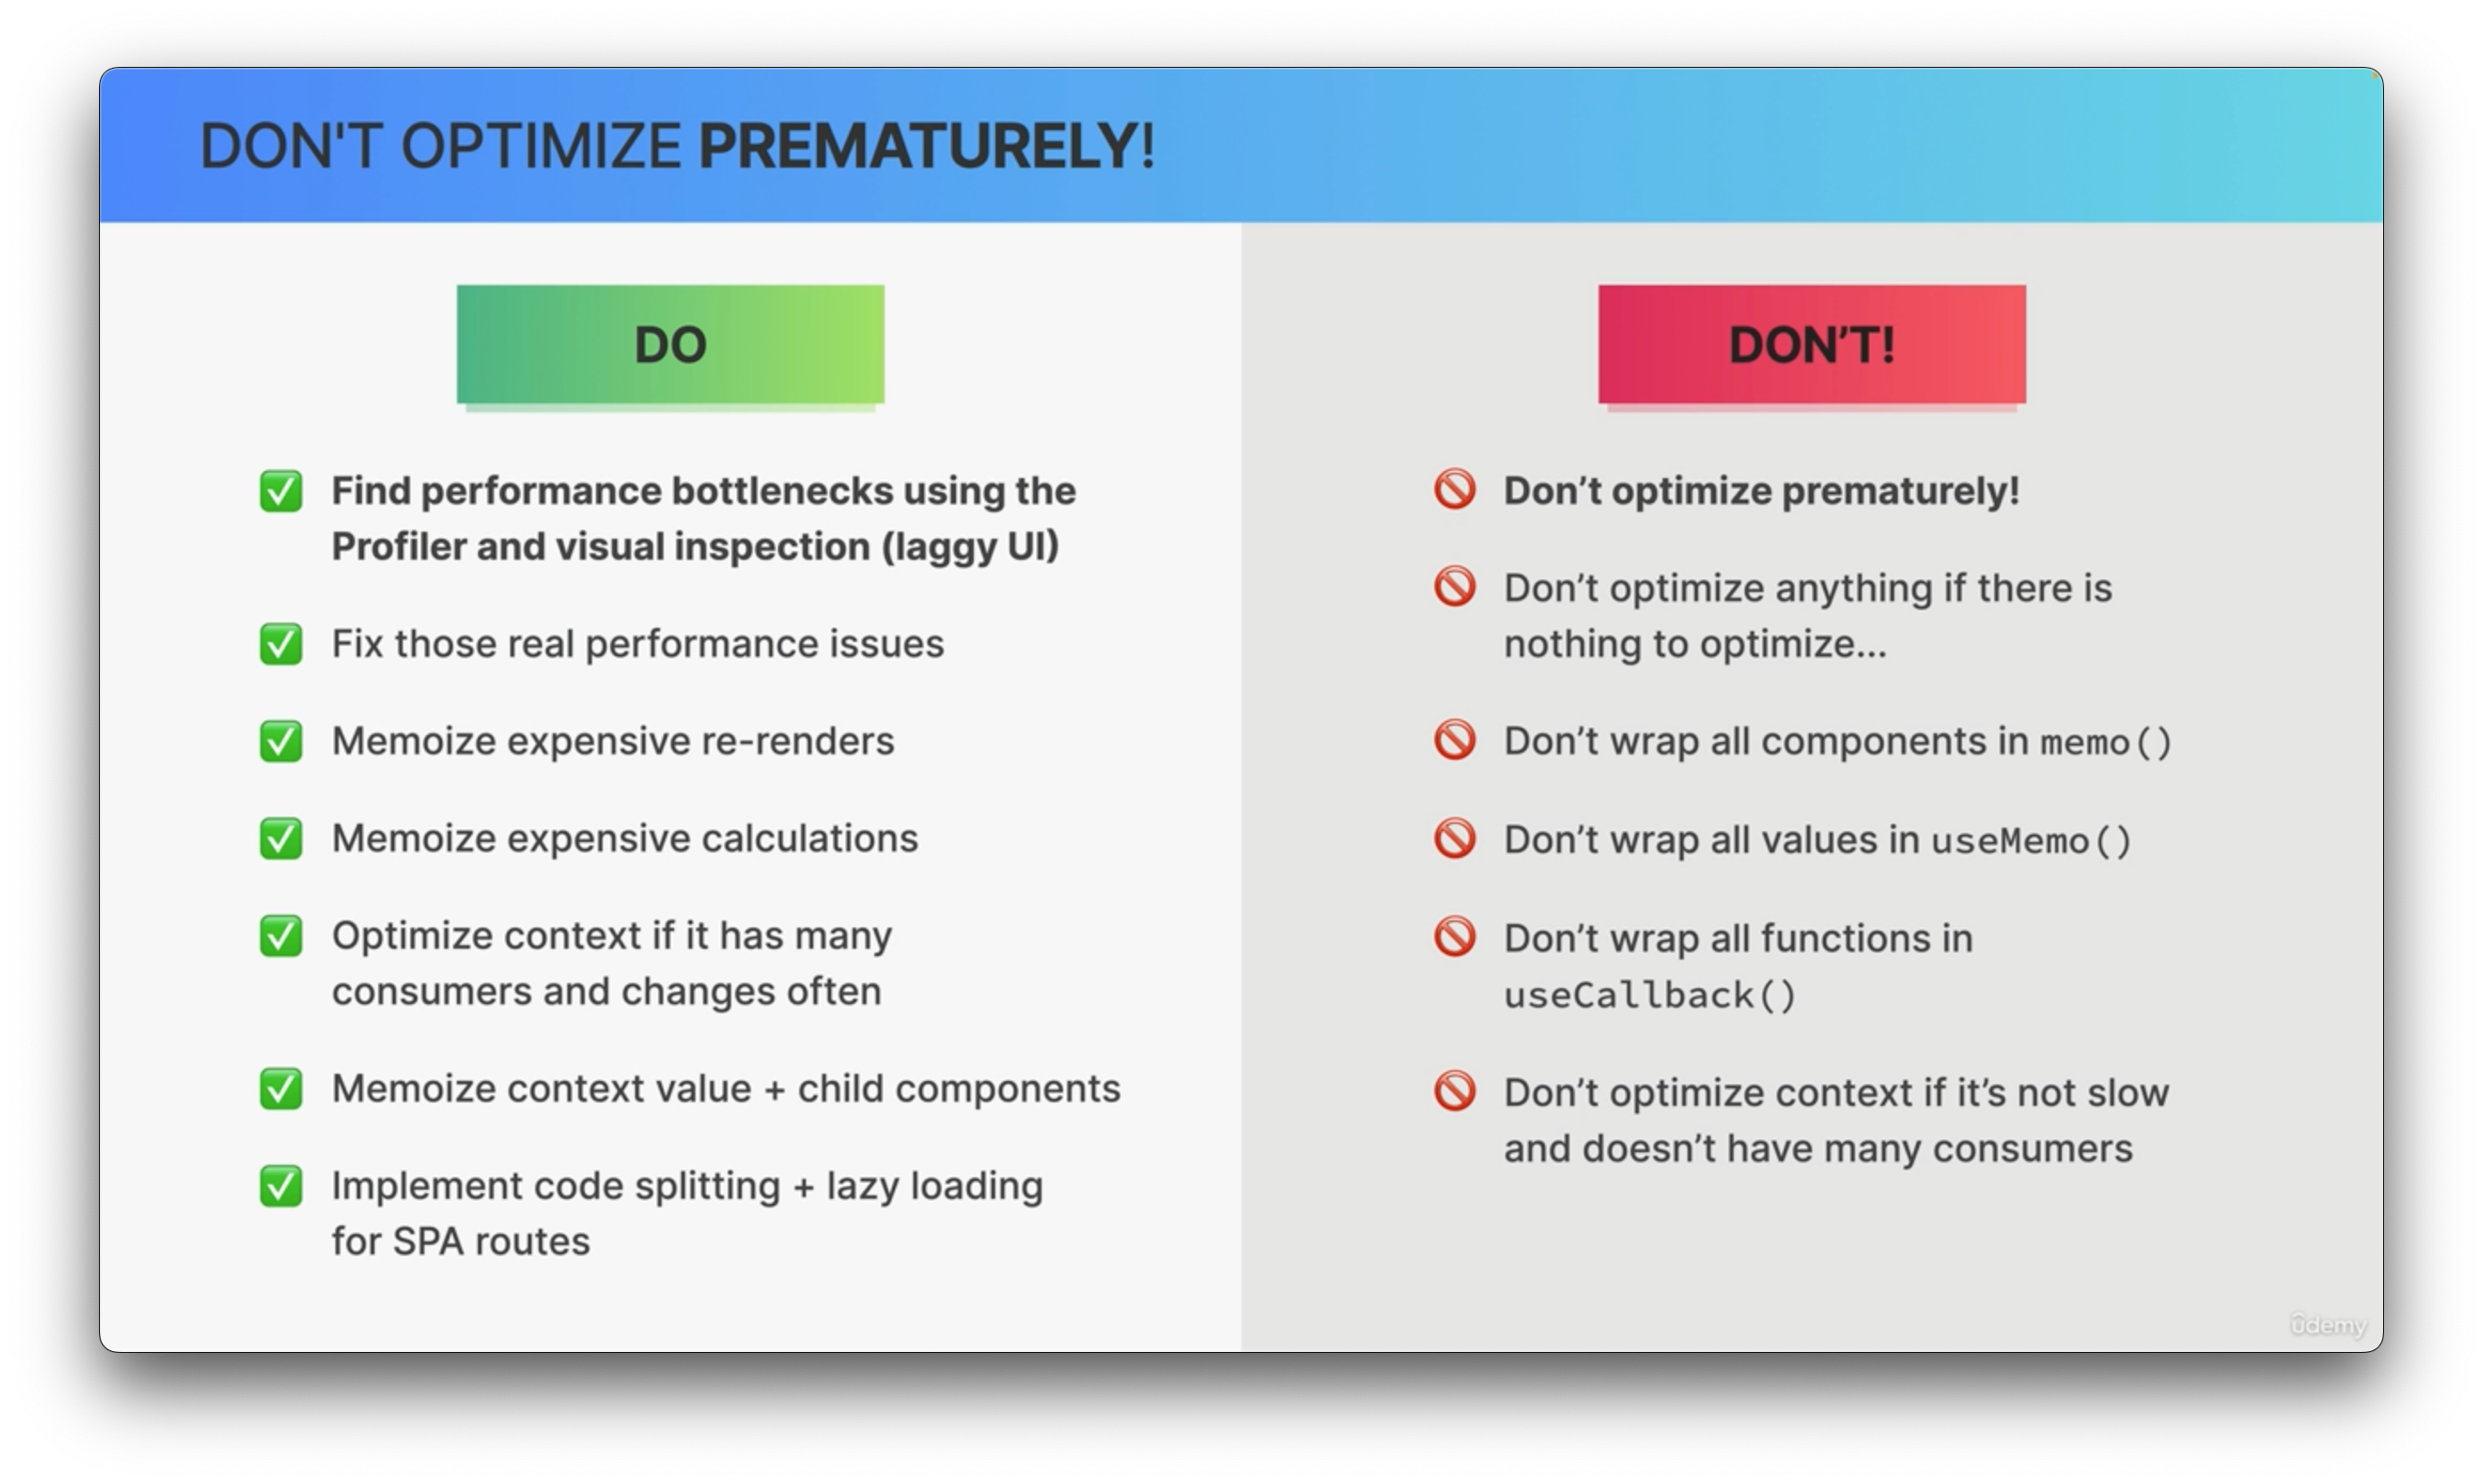 DON'T OPTIMIZE PREMATURELY!
DO
Find performance bottlenecks using the
Profiler and visual inspection (laggy UI)
Fix those real performance issues
Memoize expensive re-renders
Memoize expensive calculations
Optimize context if it has many
consumers and changes often
Memoize context value + child components
Implement code splitting + lazy loading
for SPA routes
DON’T!
Don’t optimize prematurely!
Don’t optimize anything if there is
nothing to optimize...
Don’t wrap all components in memo()
Don’t wrap all values in useMemo()
Don’t wrap all functions in
useCallback()
Don’t optimize context if it’s not slow
and doesn’t have many consumers
ûdemy